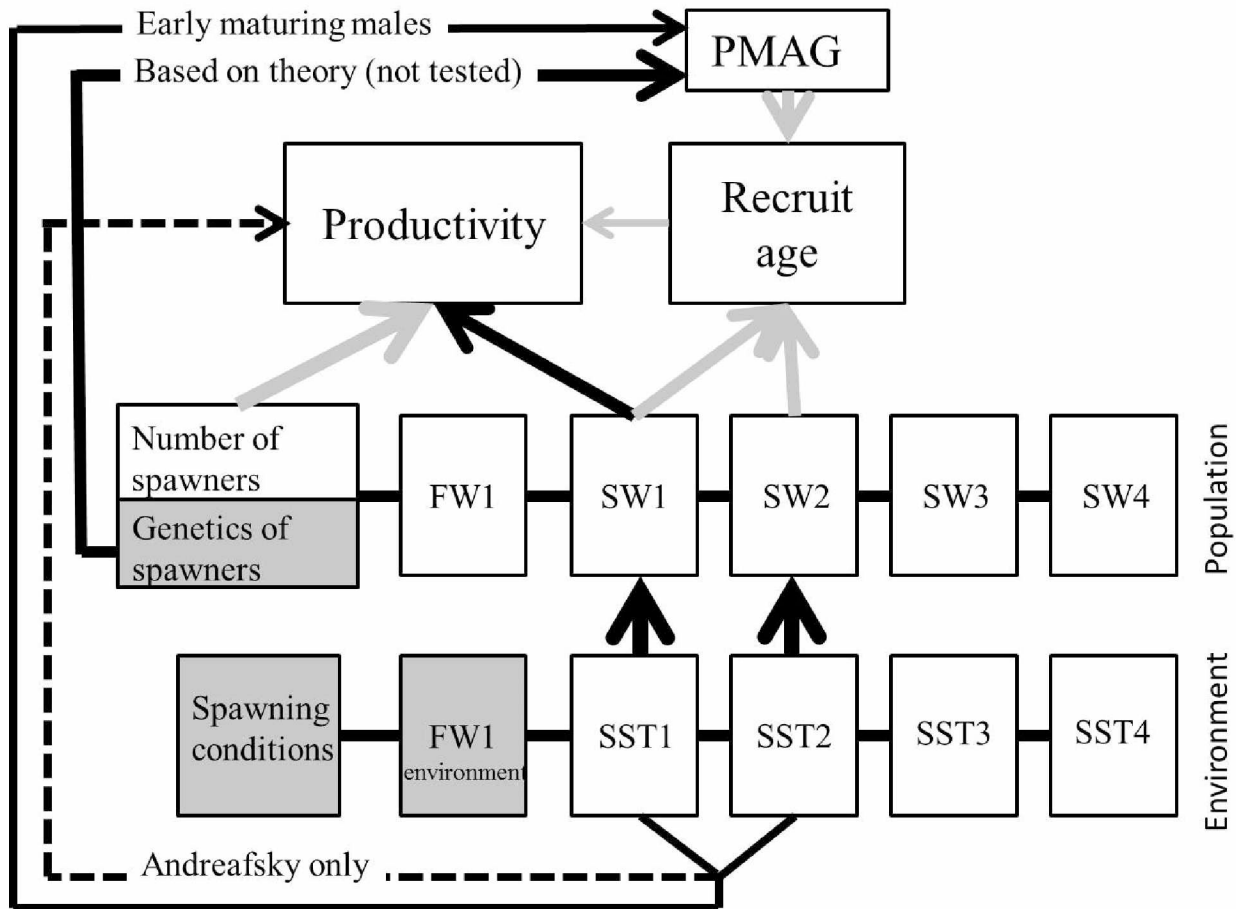 Early maturing males
Based on theory (not tested)
PMAG
Productivity
Recruit
age
Number of
spawners
Genetics of
spawners
FW1
SW1
SW2
SW3
SW4
Population
Spawning
conditions
FW1
environment
SST1
SST2
SST3
SST4
Environment
Andreafsky only